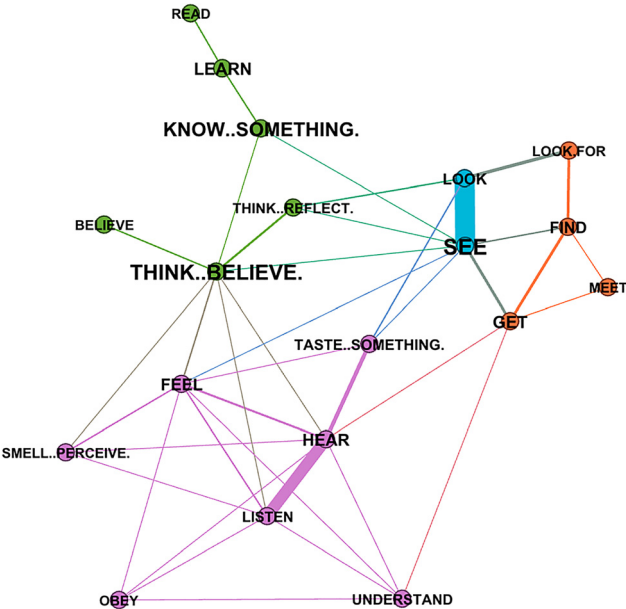 READ
LEARN
KNOW..SOMETHING.
LOOK.FOR
LOOK
THINK..REFLECT.
BELIEVE
FIND
SEE
THINK..BELIEVE.
MEET
GET
TASTE..SOMETHING.
FEEL
HEAR
SMELL..PERCEIVE.
LISTEN
OBEY
UNDERSTAND